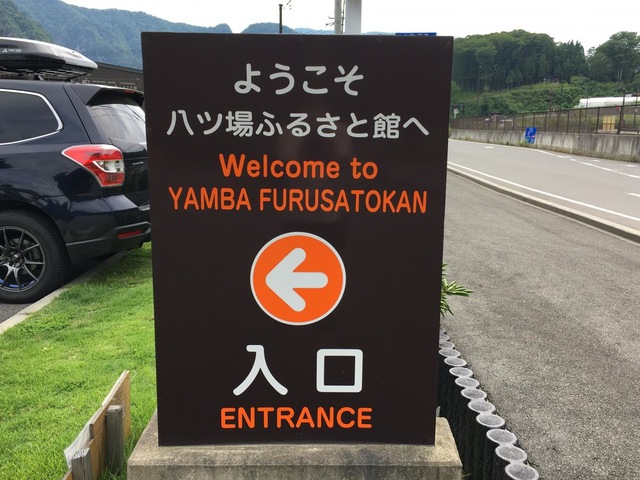 ようこそ
八ツ場ふるさと館へ
Welcome to
YAMBA FURUSATOKAN
入口
ENTRANCE